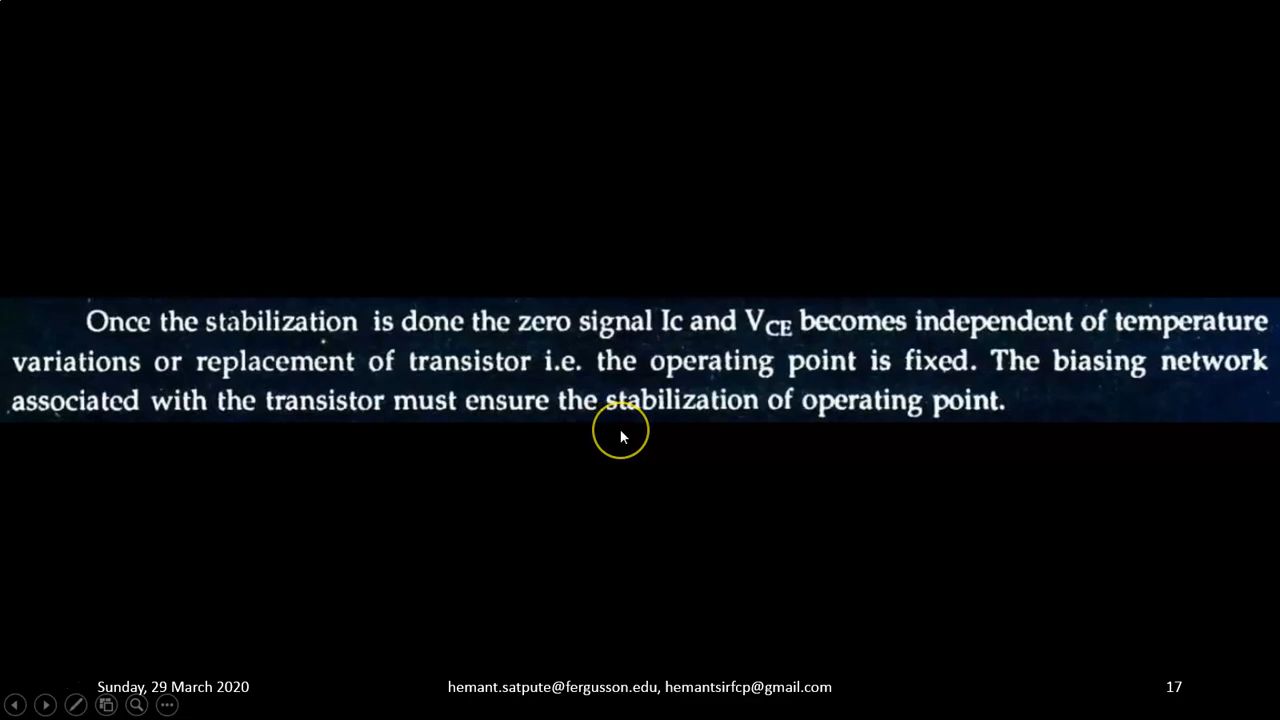 Once the stabilization is done the zero signal Ic and VCE becomes independent of temperature
variations or replacement of transistor i.e. the operating point is fixed. The biasing network
associated with the transistor must ensure the stabilization of operating point.
Sunday, 29 March 2020 hemant.satpute@fergusson.edu, hemantsirfcp@gmail.com 17